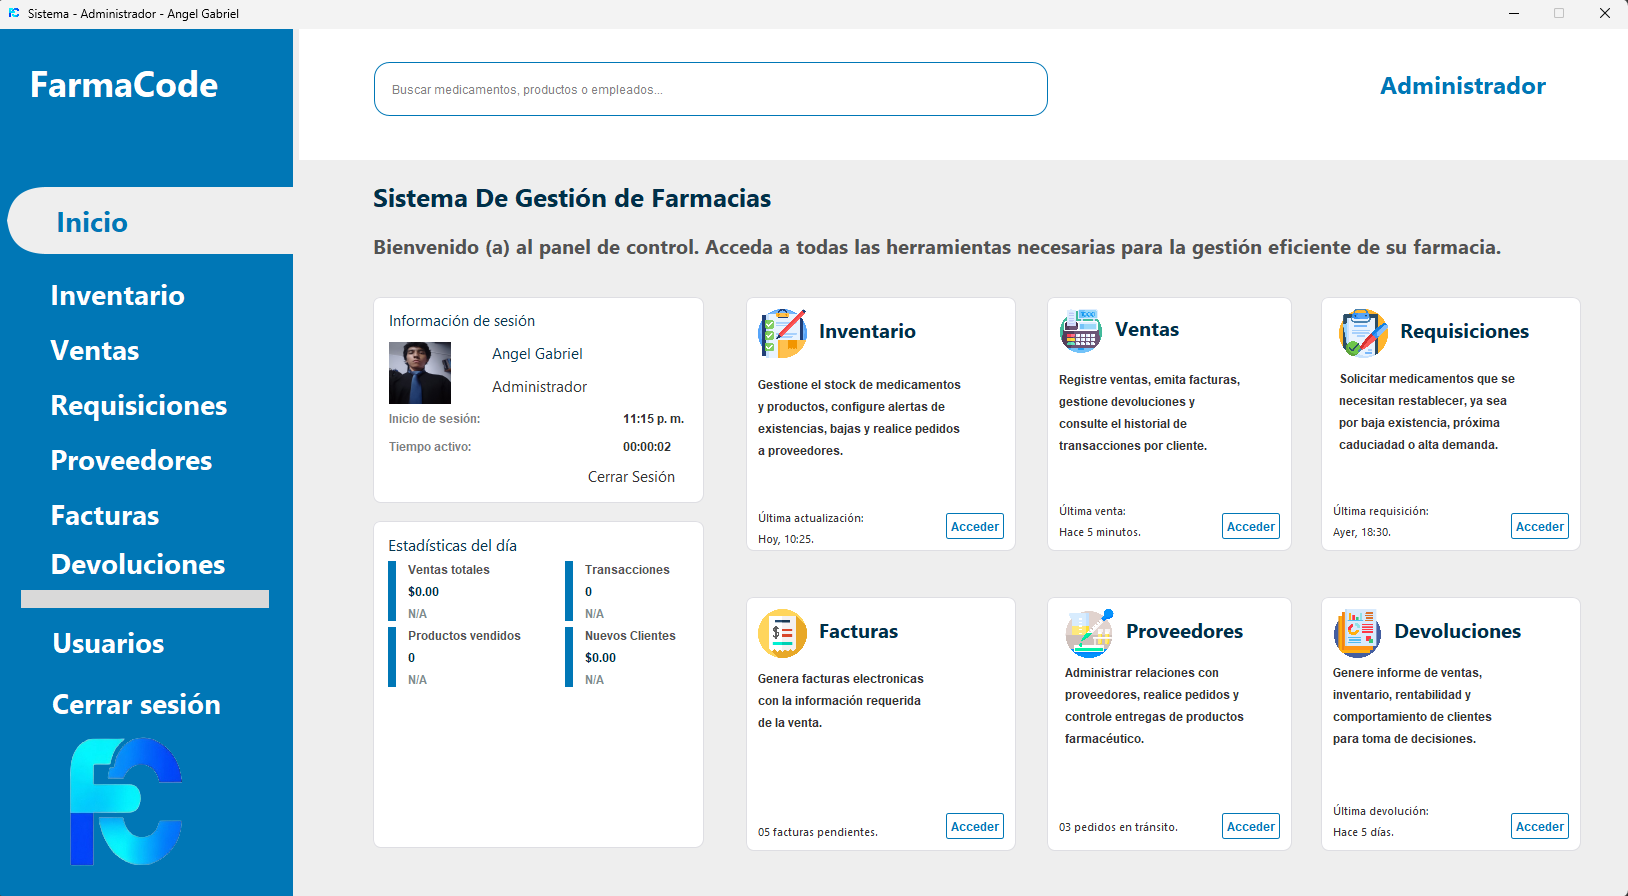 Sistema - Administrador - Angel Gabriel
FarmaCode
Buscar medicamentos, productos o empleados...
Administrador
Inicio
Inventario
Ventas
Requisiciones
Proveedores
Facturas
Devoluciones
Usuarios
Cerrar sesión
Sistema De Gestión de Farmacias
Bienvenido (a) al panel de control. Acceda a todas las herramientas necesarias para la gestión eficiente de su farmacia.
Información de sesión
Angel Gabriel
Administrador
Inicio de sesión: 11:15 p. m.
Tiempo activo: 00:00:02
Cerrar Sesión
Estadísticas del día
Ventas totales
$0.00
N/A
Transacciones
0
N/A
Productos vendidos
0
N/A
Nuevos Clientes
$0.00
N/A
Inventario
Gestione el stock de medicamentos
y productos, configure alertas de
existencias, bajas y realice pedidos
a proveedores.
Última actualización:
Hoy, 10:25.
Acceder
Ventas
Registre ventas, emita facturas,
gestione devoluciones y
consulte el historial de
transacciones por cliente.
Última venta:
Hace 5 minutos.
Acceder
Requisiciones
Solicitar medicamentos que se
necesitan restablecer, ya sea
por baja existencia, próxima
caduciadad o alta demanda.
Última requisición:
Ayer, 18:30.
Acceder
Facturas
Genera facturas electronicas
con la información requerida
de la venta.
05 facturas pendientes.
Acceder
Proveedores
Administrar relaciones con
proveedores, realice pedidos y
controle entregas de productos
farmacéutico.
03 pedidos en tránsito.
Acceder
Devoluciones
Genere informe de ventas,
inventario, rentabilidad y
comportamiento de clientes
para toma de decisiones.
Última devolución:
Hace 5 días.
Acceder